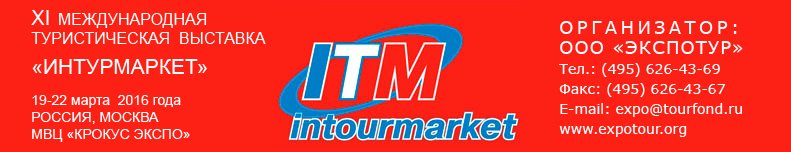 XI МЕЖДУНАРОДНАЯ
ТУРИСТИЧЕСКАЯ ВЫСТАВКА
«ИНТУРМАРКЕТ»
19-22 марта 2016 года
РОССИЯ, МОСКВА
МВЦ «КРОКУС ЭКСПО»
ITM
intourmarket
ОРГАНИЗАТОР:
ООО «ЭКСПОТУР»
Тел.: (495) 626-43-69
Факс: (495) 626-43-67
E-mail: expo@tourfond.ru
www.expotour.org